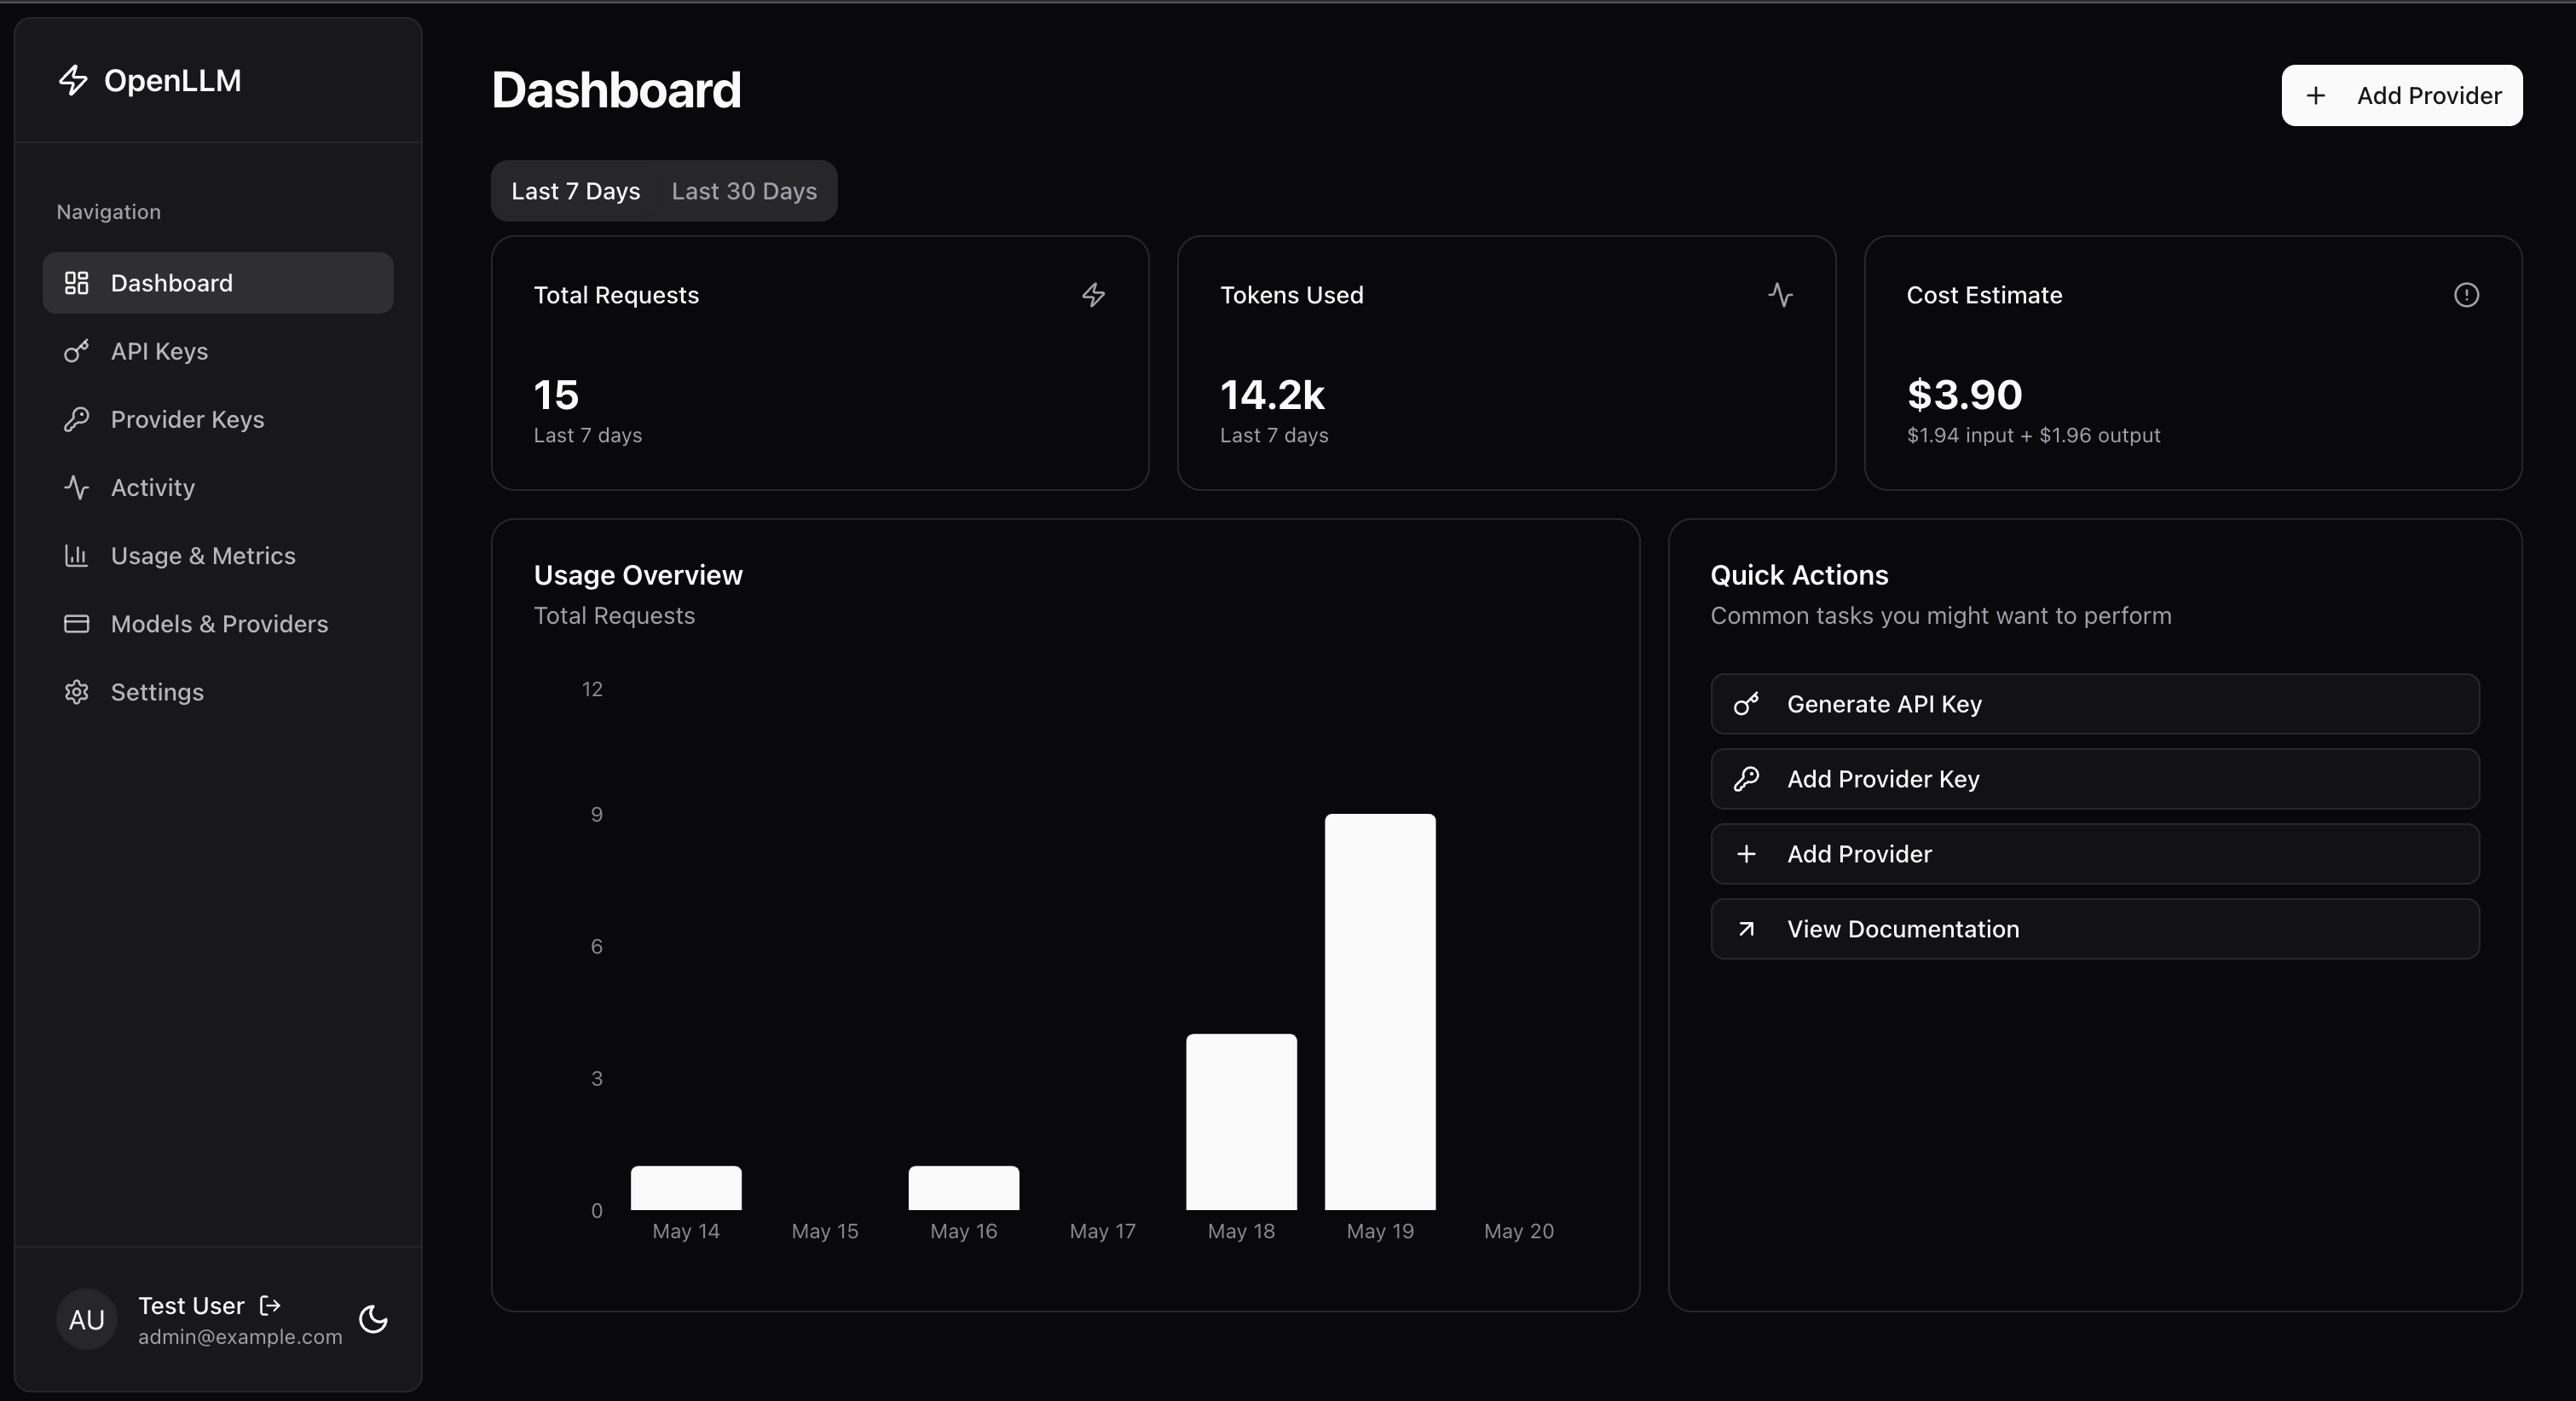 OpenLLM
Navigation
Dashboard
API Keys
Provider Keys
Activity
Usage & Metrics
Models & Providers
Settings
AU
Test User
admin@example.com
Dashboard
Add Provider
Last 7 Days
Last 30 Days
Total Requests
15
Last 7 days
Tokens Used
14.2k
Last 7 days
Cost Estimate
$3.90
$1.94 input + $1.96 output
Usage Overview
Total Requests
12
9
6
3
0
May 14
May 15
May 16
May 17
May 18
May 19
May 20
Quick Actions
Common tasks you might want to perform
Generate API Key
Add Provider Key
Add Provider
View Documentation